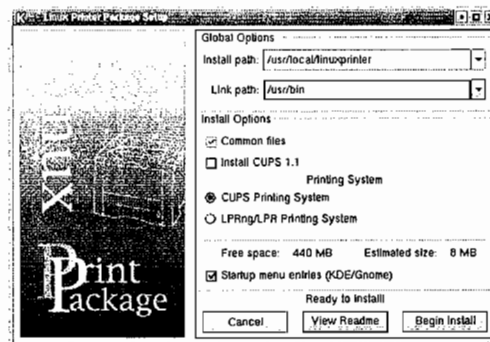 Linux Printer Package Setup
Global Options
Install path: /usr/local/linuxprinter
Link path: /usr/bin
Install Options
Common files
Install CUPS 1.1
Printing System
CUPS Printing System
LPRng/LPR Printing System
Free space: 440 MB Estimated size: 8 MB
Startup menu entries (KDE/Gnome)
Ready to Install!
Cancel View Readme Begin Install
Print
Package